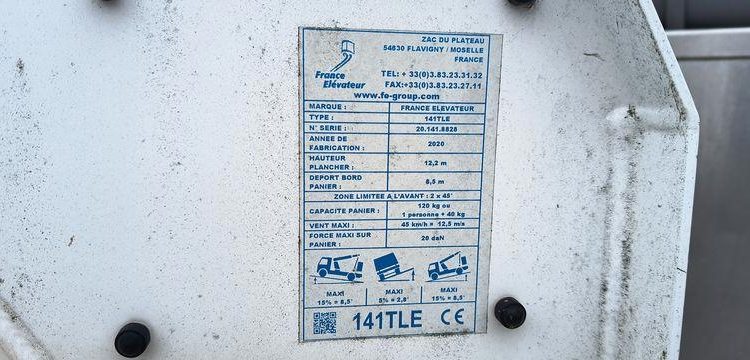 ZAC DU PLATEAU
54630 FLAVIGNY / MOSELLE
FRANCE
France
Elévateur
TEL: + 33(0)3.83.23.31.32
FAX:+33(0)3.83.23.27.11
www.fe-group.com
MARQUE : FRANCE ELEVATEUR
TYPE : 141TLE
N° SERIE : 20.141.8828
ANNEE DE
FABRICATION : 2020
HAUTEUR
PLANCHER : 12,2 m
DEPORT BORD
PANIER : 8,5 m
ZONE LIMITEE A L'AVANT : 2 x 45°
CAPACITE PANIER : 120 kg ou
1 personne + 40 kg
VENT MAXI : 45 km/h = 12,5 m/s
FORCE MAXI SUR
PANIER : 20 daN
MAXI MAXI MAXI
15% = 8,5° 5% = 2,8° 15% = 8,5°
141TLE CE